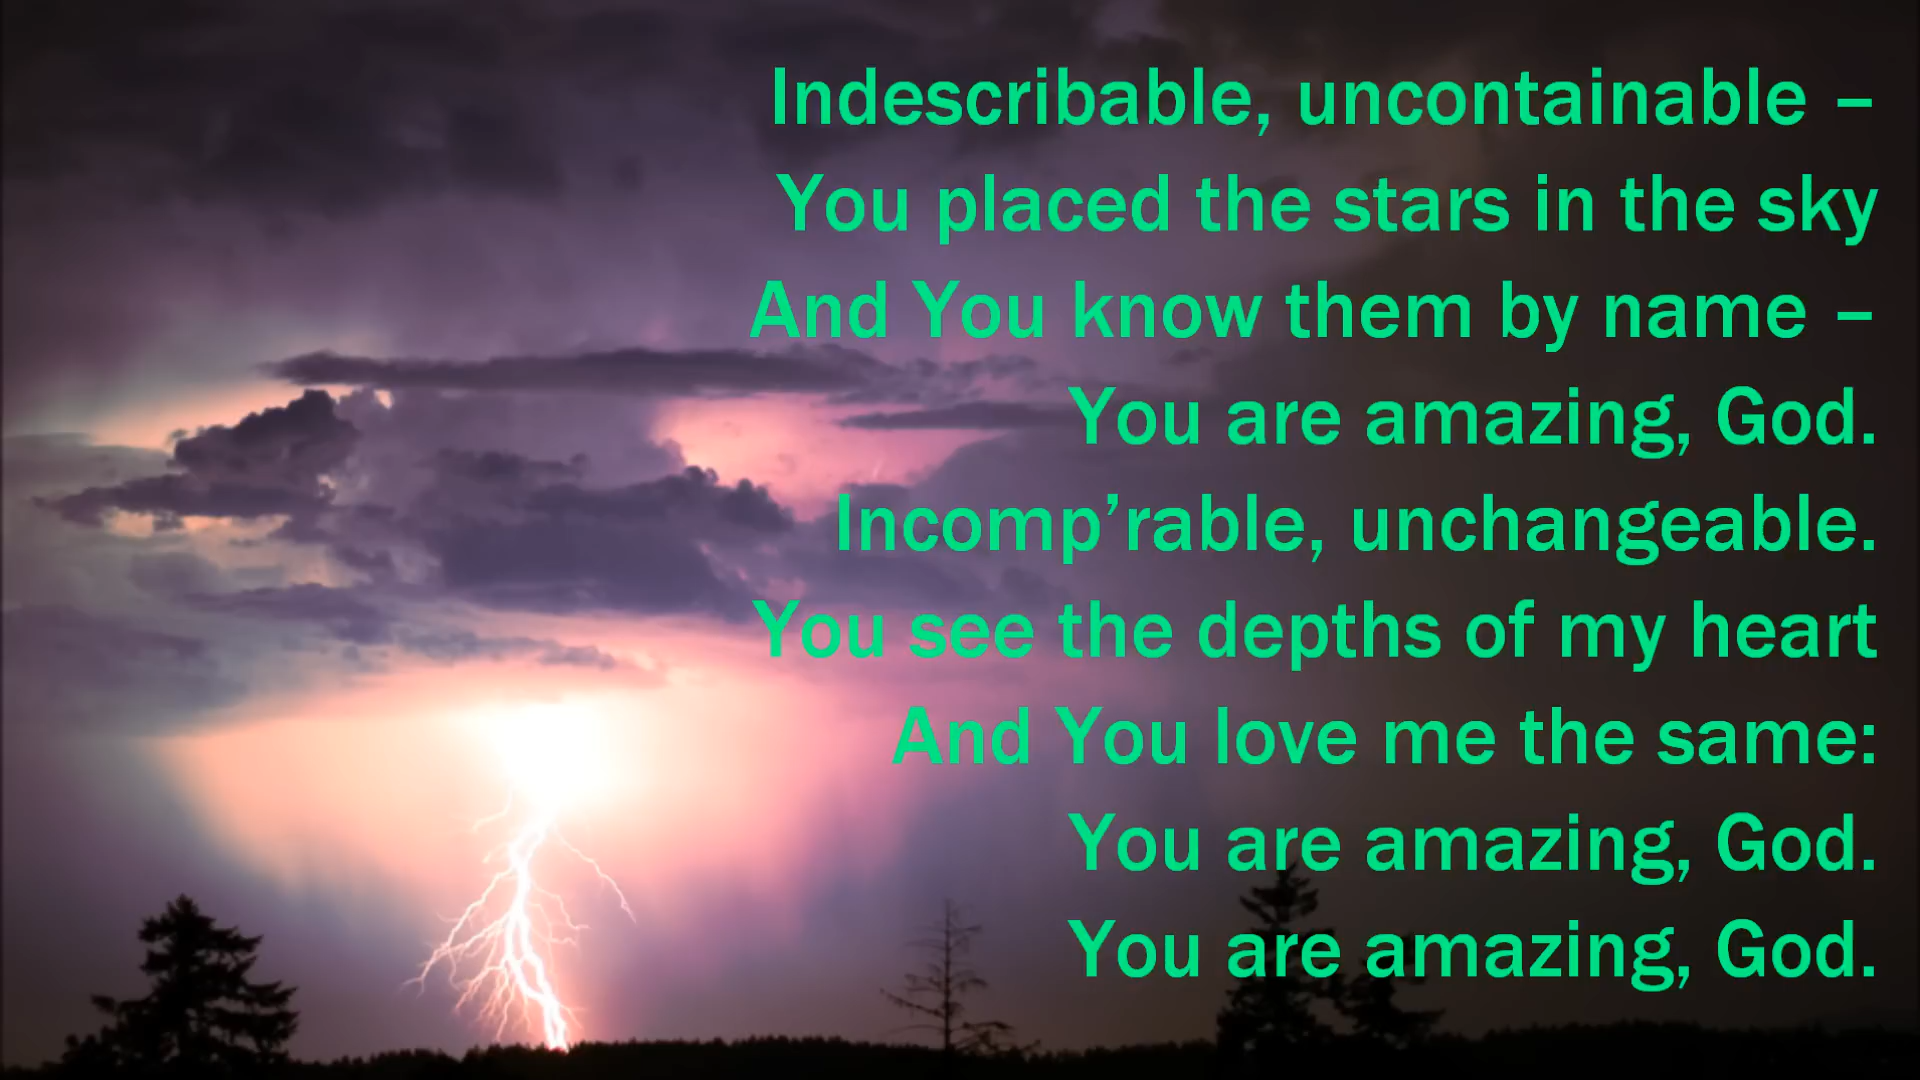 Indescribable, uncontainable –
You placed the stars in the sky
And You know them by name –
You are amazing, God.
Incomp’rable, unchangeable.
You see the depths of my heart
And You love me the same:
You are amazing, God.
You are amazing, God.